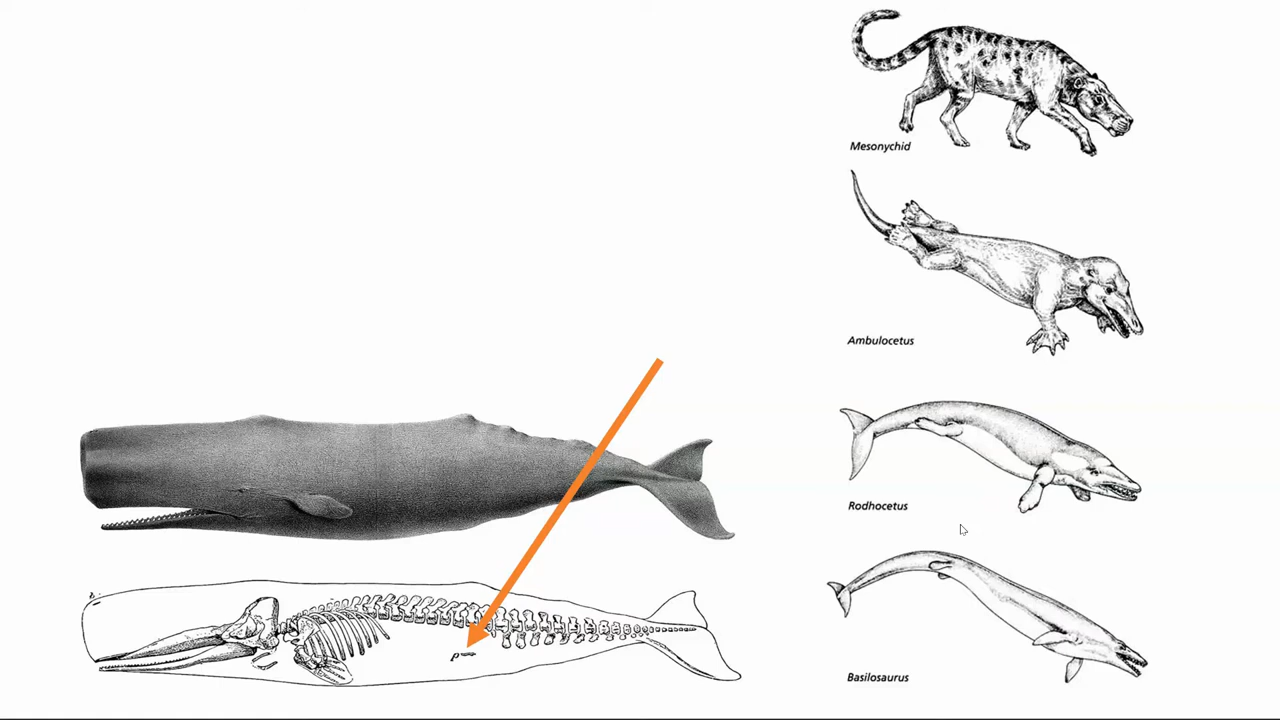 Mesonychid
Ambulocetus
Rodhocetus
Basilosaurus
p